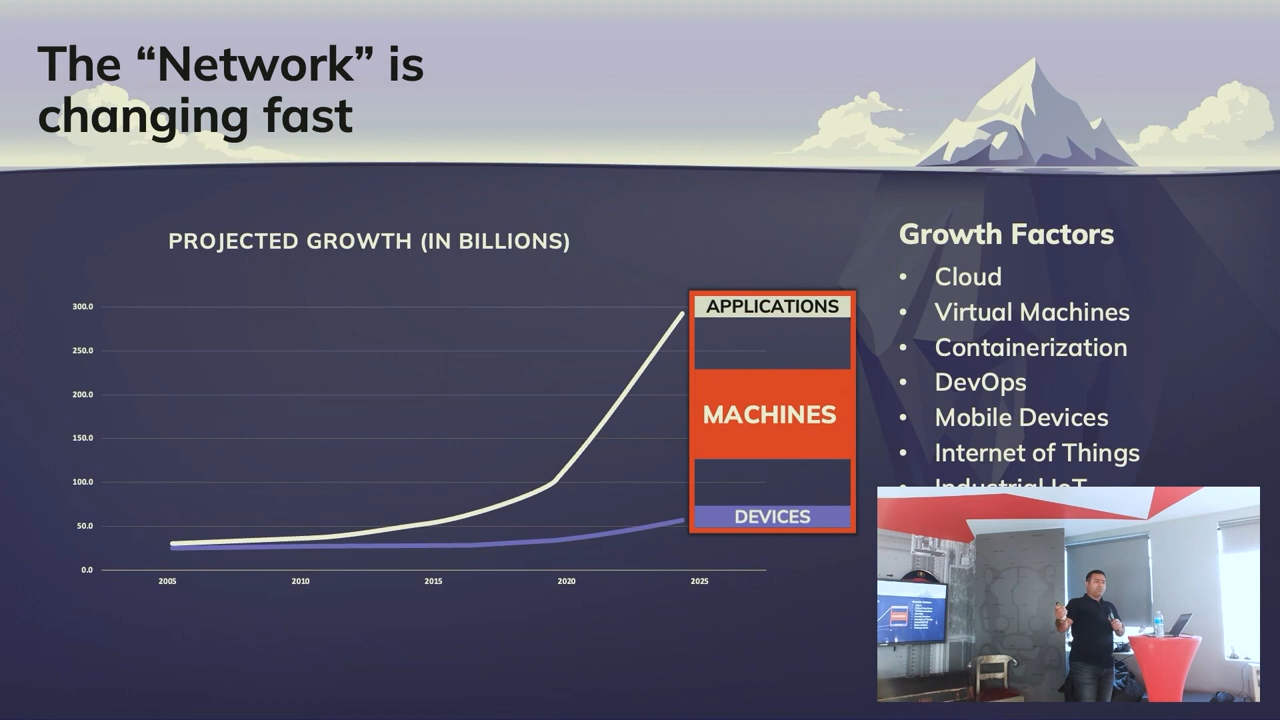 The “Network” is
changing fast
PROJECTED GROWTH (IN BILLIONS)
300.0
250.0
200.0
150.0
100.0
50.0
0.0
2005
2010
2015
2020
2025
APPLICATIONS
MACHINES
DEVICES
Growth Factors
• Cloud
• Virtual Machines
• Containerization
• DevOps
• Mobile Devices
• Internet of Things
• Industrial IoT